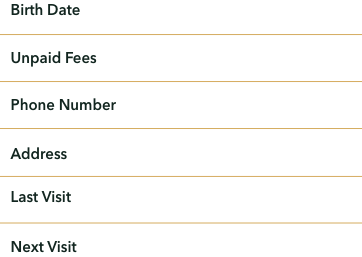 Birth Date
Unpaid Fees
Phone Number
Address
Last Visit
Next Visit